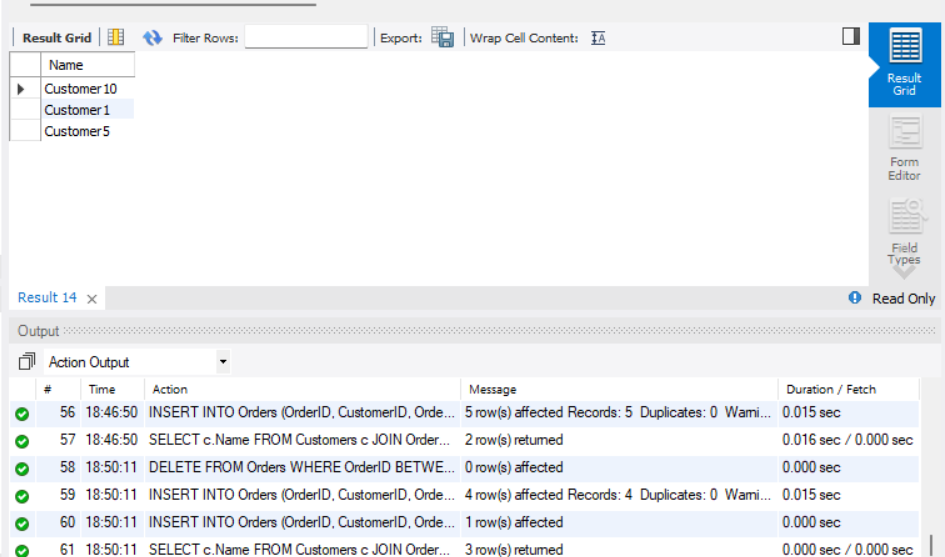 Result Grid Filter Rows: Export: Wrap Cell Content: IA
Name
Customer10
Customer1
Customer5
Result
Grid
Form
Editor
Field
Types
Result 14 × Read Only
Output
Action Output
# Time Action Message Duration / Fetch
56 18:46:50 INSERT INTO Orders (OrderID, CustomerID, Orde... 5 row(s) affected Records: 5 Duplicates: 0 Warni... 0.015 sec
57 18:46:50 SELECT c.Name FROM Customers c JOIN Order... 2 row(s) returned 0.016 sec / 0.000 sec
58 18:50:11 DELETE FROM Orders WHERE OrderID BETWE... 0 row(s) affected 0.000 sec
59 18:50:11 INSERT INTO Orders (OrderID, CustomerID, Orde... 4 row(s) affected Records: 4 Duplicates: 0 Warni... 0.015 sec
60 18:50:11 INSERT INTO Orders (OrderID, CustomerID, Orde... 1 row(s) affected 0.000 sec
61 18:50:11 SELECT c.Name FROM Customers c JOIN Order... 3 row(s) returned 0.000 sec / 0.000 sec